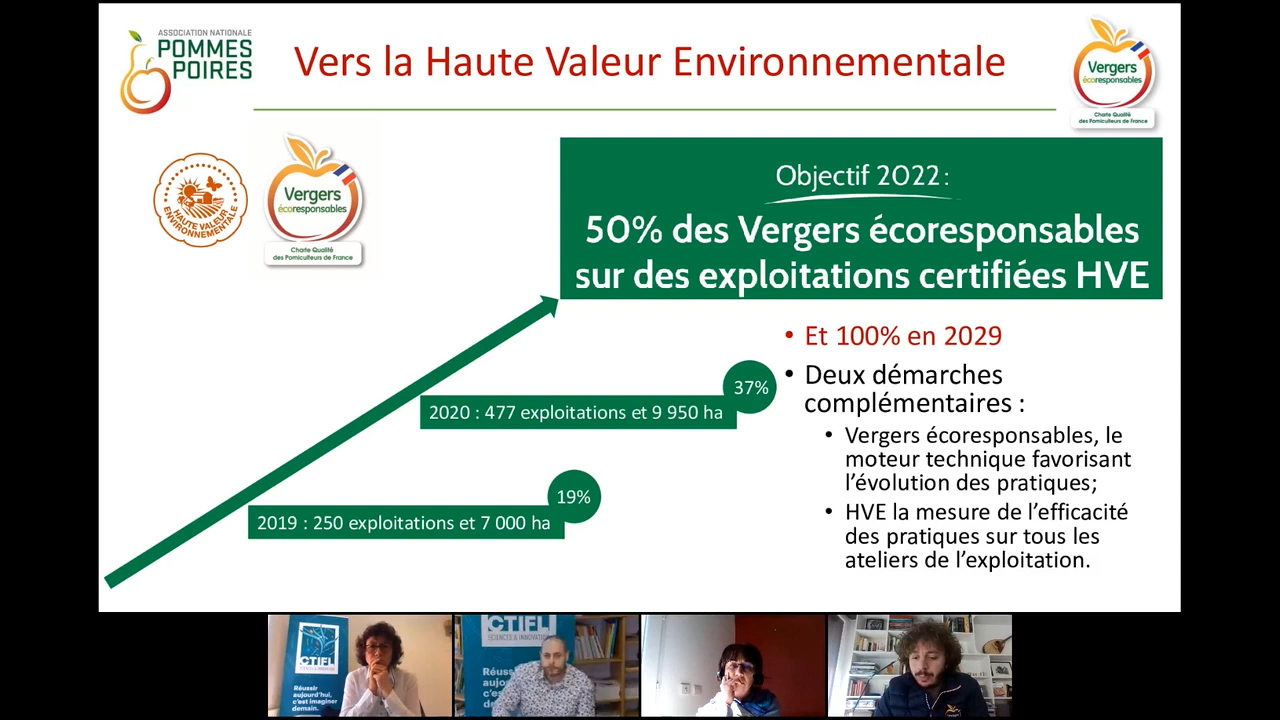 ASSOCIATION NATIONALE
POMMES
POIRES
Vers la Haute Valeur Environnementale
Vergers
écoresponsables
Charte Qualité
des Pomiculteurs de France
HAUTE VALEUR
ENVIRONNEMENTALE
Vergers
écoresponsables
Charte Qualité
des Pomiculteurs de France
Objectif 2022 :
50% des Vergers écoresponsables
sur des exploitations certifiées HVE
• Et 100% en 2029
• Deux démarches
complémentaires :
• Vergers écoresponsables, le
moteur technique favorisant
l’évolution des pratiques;
• HVE la mesure de l’efficacité
des pratiques sur tous les
ateliers de l’exploitation.
37%
2020 : 477 exploitations et 9 950 ha
19%
2019 : 250 exploitations et 7 000 ha
CTIFL
Réussir
aujourd'hui,
c'est imaginer
demain.
CTIFL
SCIENCES & INNOVATION
Réuss
aujou
c'est
dema